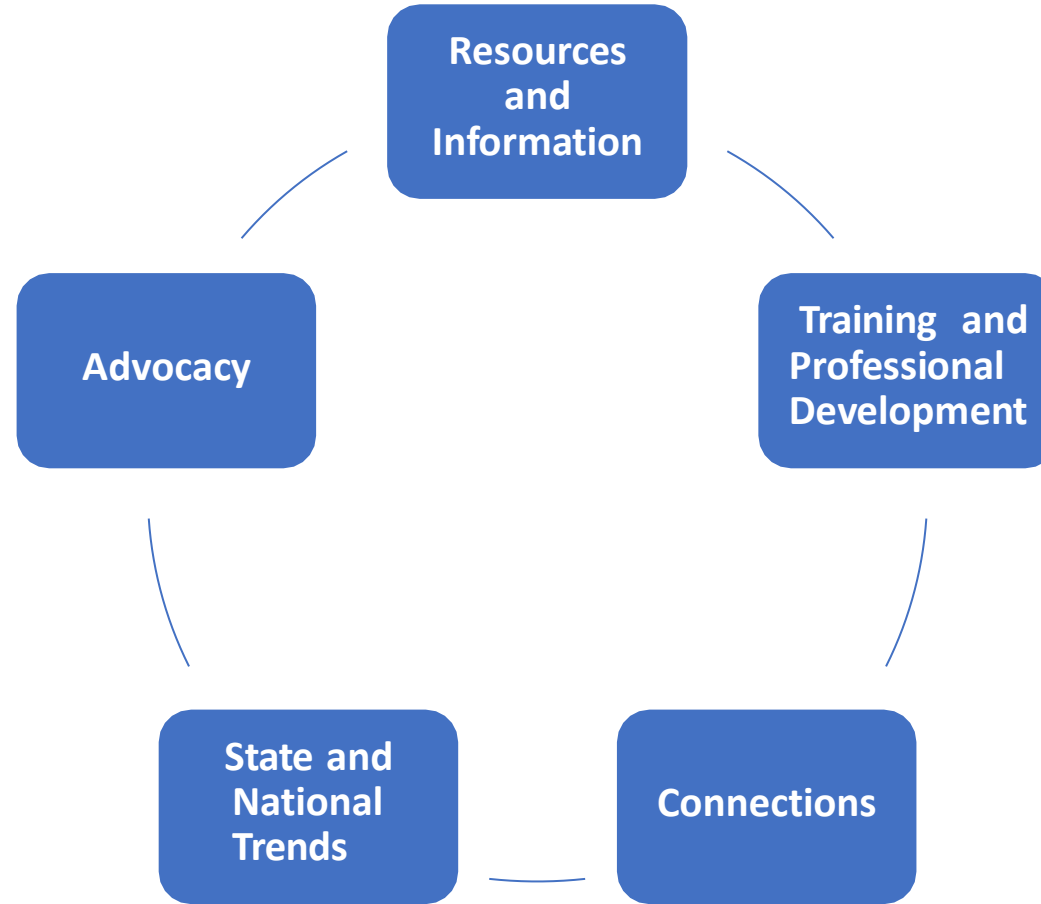 Resources
and
Information
Training and
Professional
Development
Connections
State and
National
Trends
Advocacy